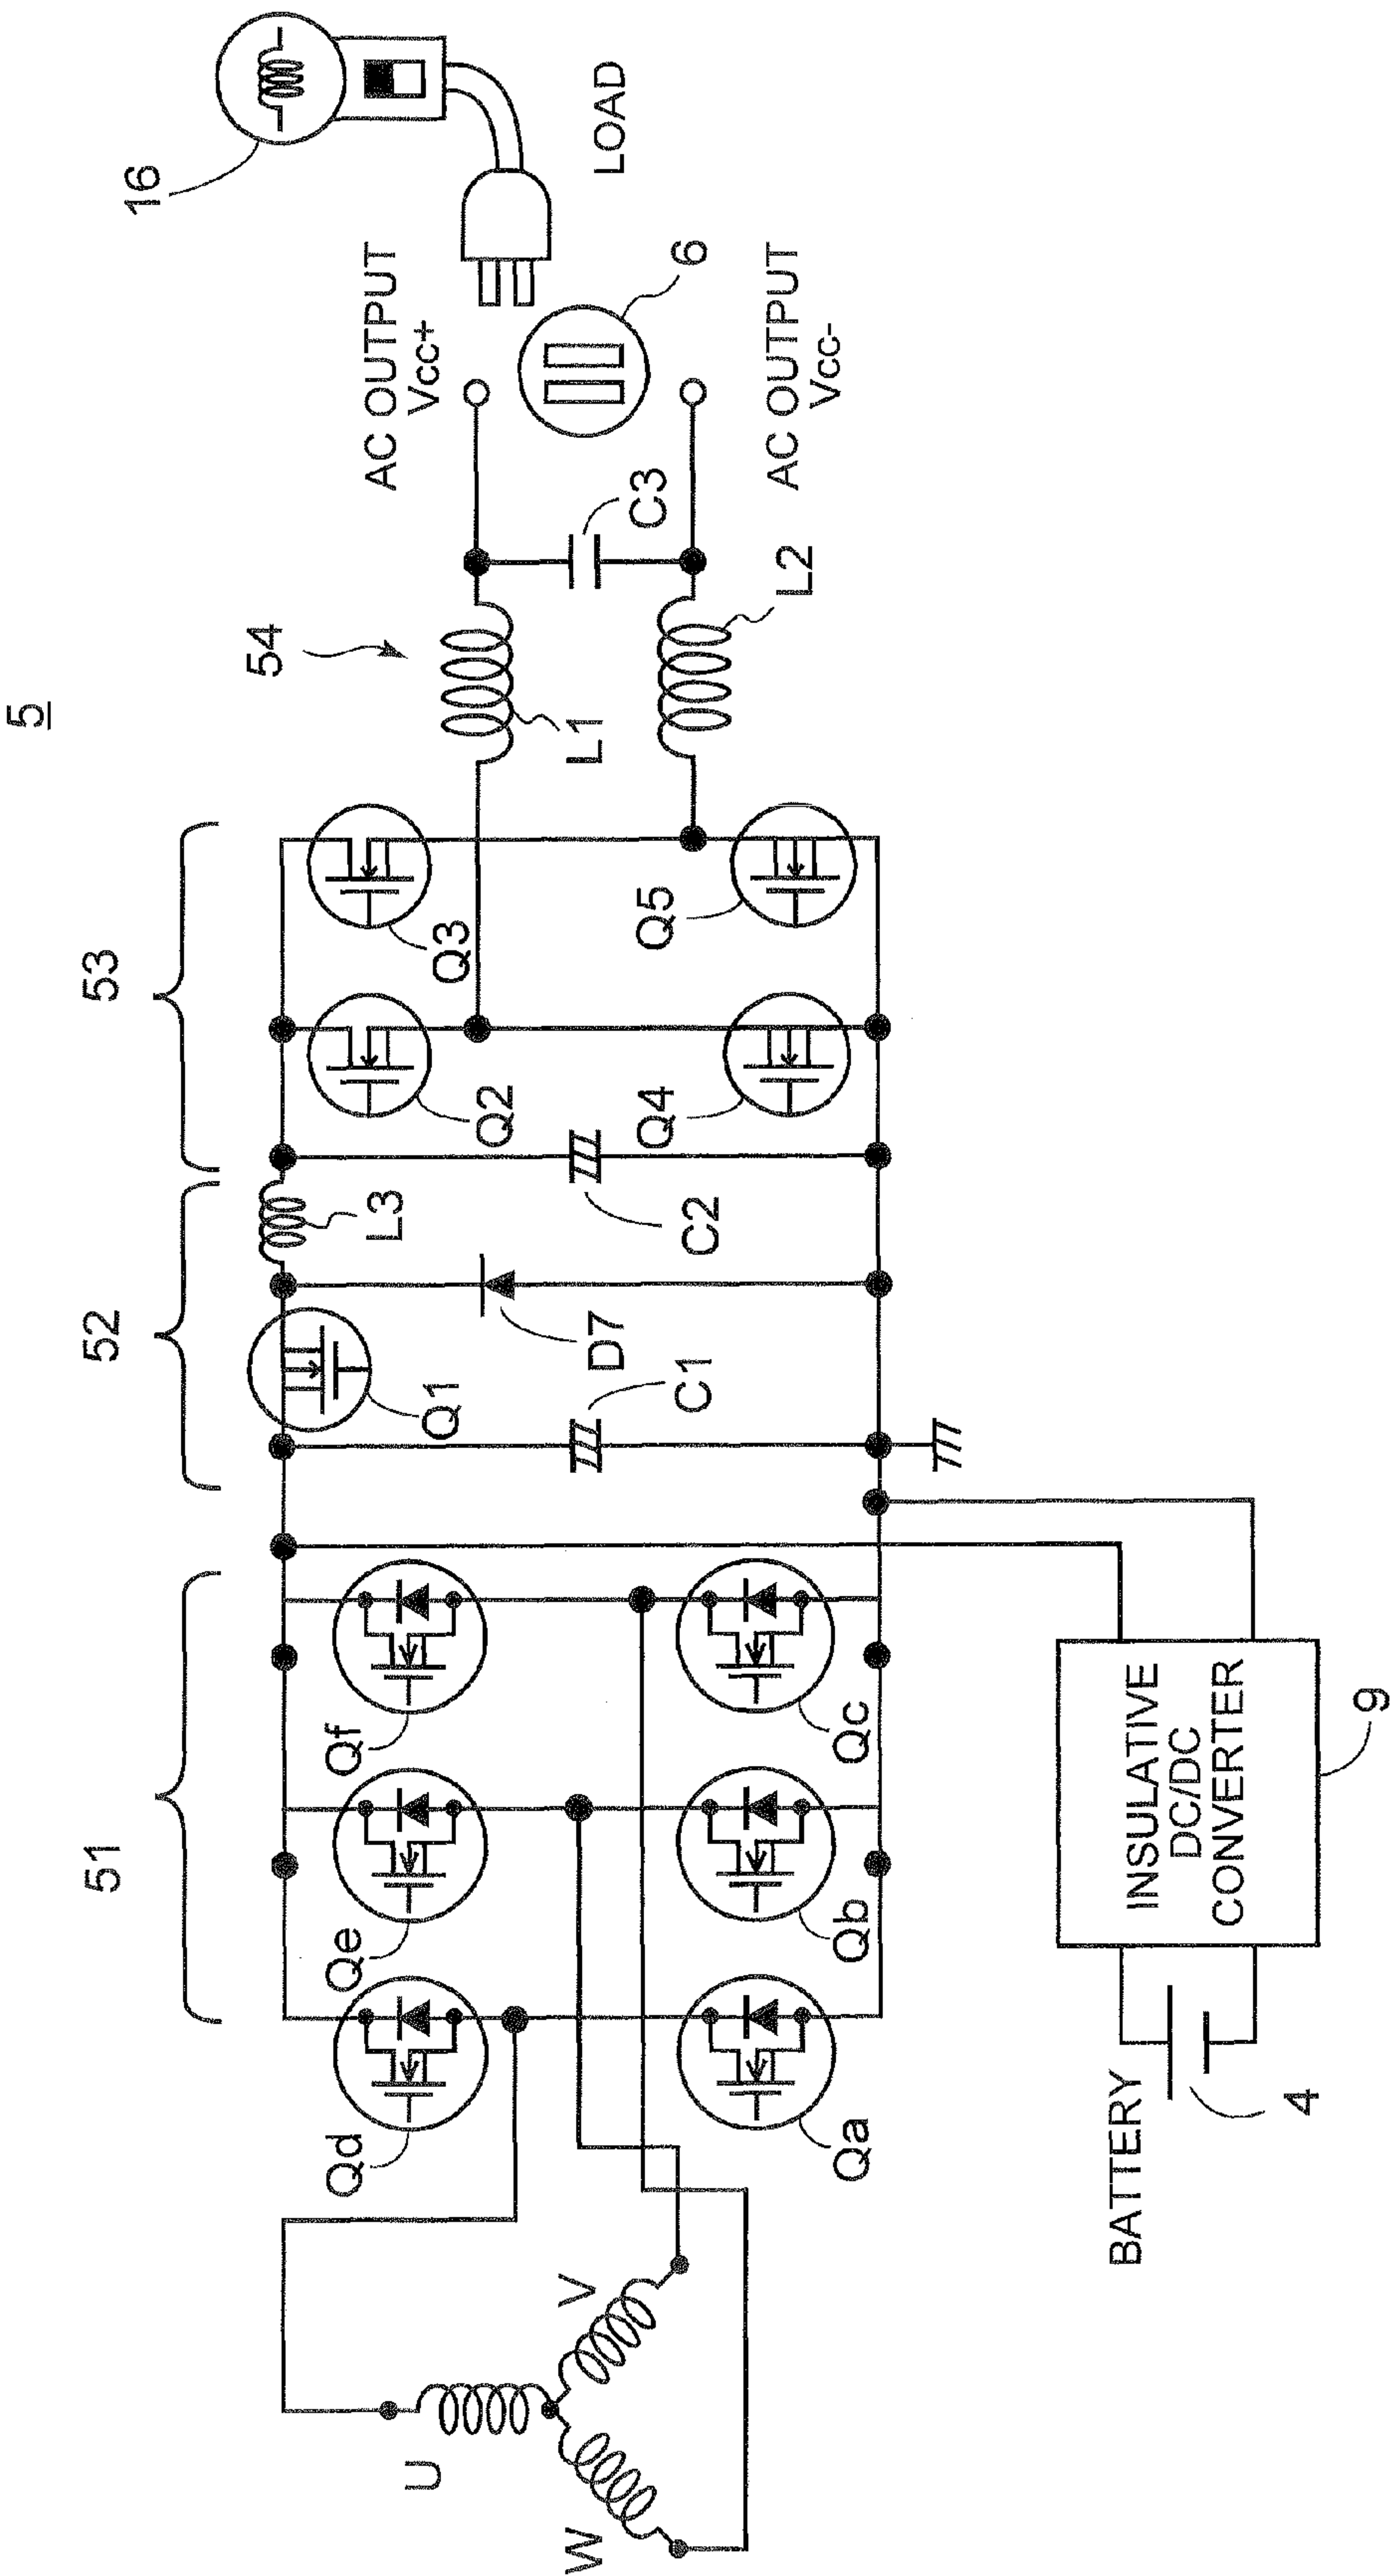 5
51
52
53
54
16
LOAD
AC OUTPUT
Vcc+
6
AC OUTPUT
Vcc-
C3
L1
L2
Q3
Q5
Q2
Q4
L3
C2
D7
Q1
C1
Qf
Qc
Qe
Qb
Qd
Qa
U
V
W
INSULATIVE
DC/DC
CONVERTER
9
BATTERY
4